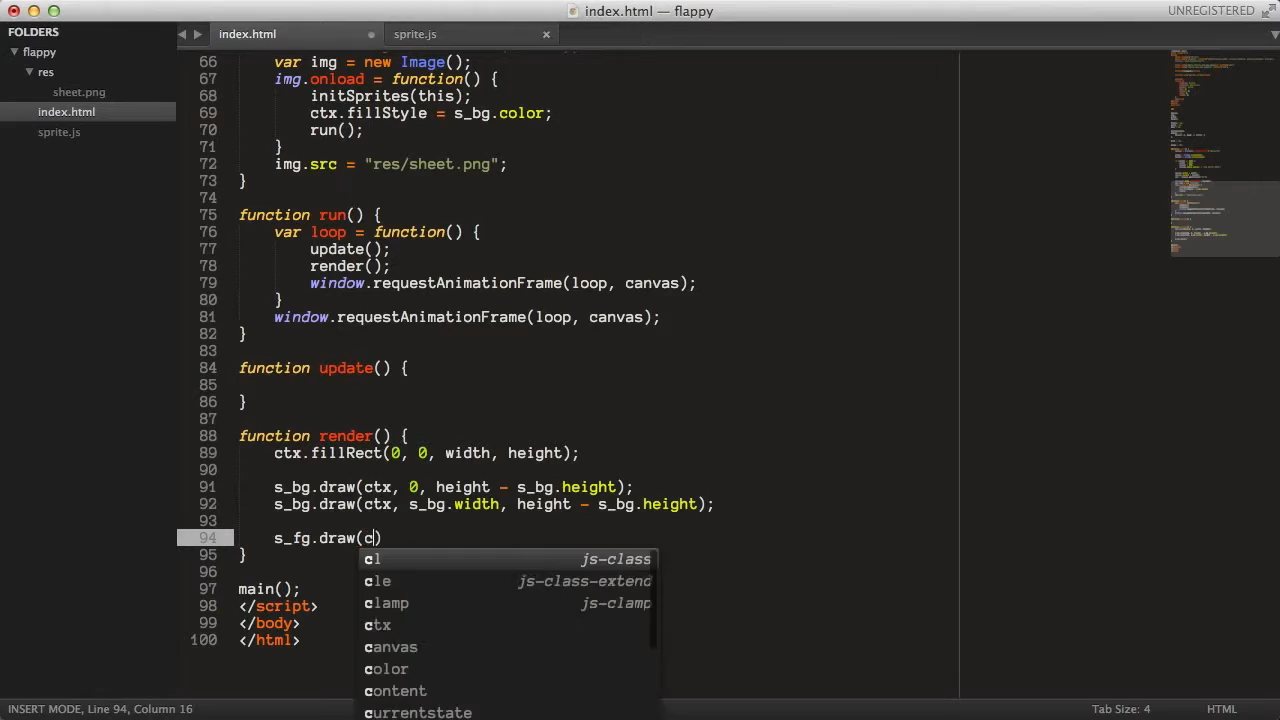 index.html — flappy
UNREGISTERED
FOLDERS
flappy
res
sheet.png
index.html
sprite.js
index.html
sprite.js
66 var img = new Image();
67 img.onload = function() {
68 initSprites(this);
69 ctx.fillStyle = s_bg.color;
70 run();
71 }
72 img.src = "res/sheet.png";
73 }
74
75 function run() {
76 var loop = function() {
77 update();
78 render();
79 window.requestAnimationFrame(loop, canvas);
80 }
81 window.requestAnimationFrame(loop, canvas);
82 }
83
84 function update() {
85
86 }
87
88 function render() {
89 ctx.fillRect(0, 0, width, height);
90
91 s_bg.draw(ctx, 0, height - s_bg.height);
92 s_bg.draw(ctx, s_bg.width, height - s_bg.height);
93
94 s_fg.draw(c)
95 }
96
97 main();
98 </script>
99 </body>
100 </html>
cl js-class
cle js-class-extend
clamp js-clamp
ctx
canvas
color
content
currentstate
INSERT MODE, Line 94, Column 16
Tab Size: 4
HTML